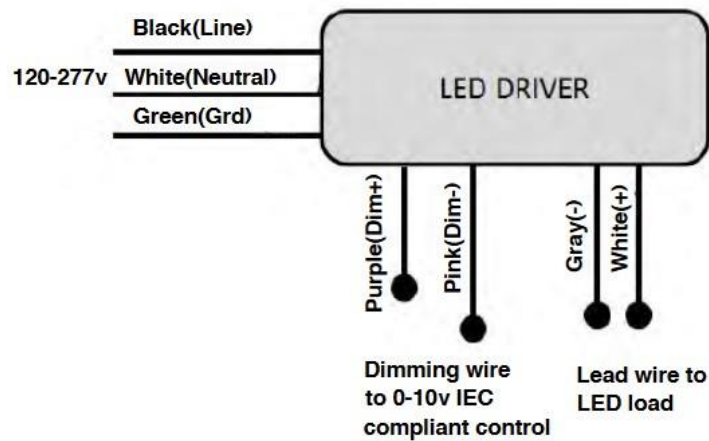 Black(Line)
120-277v White(Neutral)
Green(Grd)
LED DRIVER
Purple(Dim+)
Pink(Dim-)
Gray(-)
White(+)
Dimming wire
to 0-10v IEC
compliant control
Lead wire to
LED load